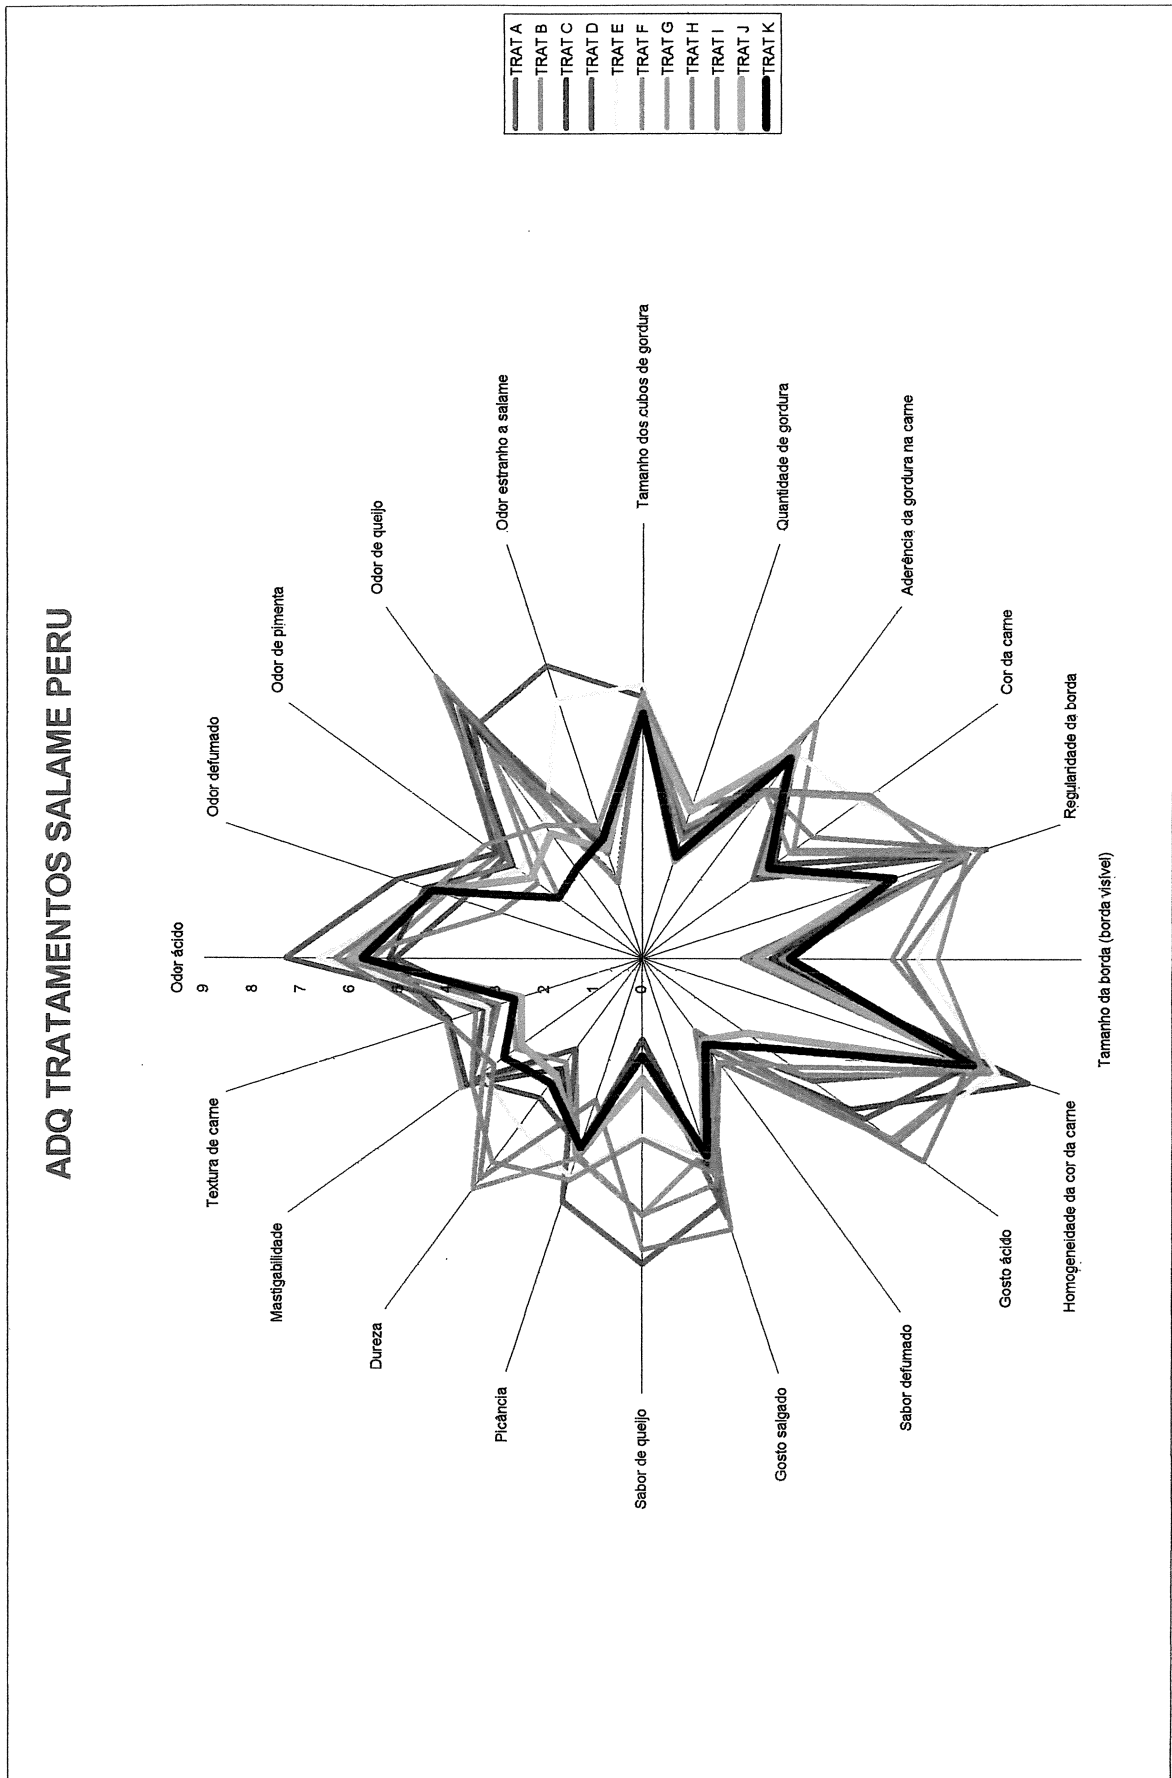 ADQ TRATAMENTOS SALAME PERU
Odor ácido
Odor defumado
Odor de pimenta
Odor de queijo
Odor estranho a salame
Tamanho dos cubos de gordura
Quantidade de gordura
Aderência da gordura na carne
Cor da carne
Regularidade da borda
Tamanho da borda (borda visível)
Homogeneidade da cor da carne
Gosto ácido
Sabor defumado
Gosto salgado
Sabor de queijo
Picância
Dureza
Mastigabilidade
Textura de carne
9
8
7
6
5
4
3
2
1
0
TRAT A
TRAT B
TRAT C
TRAT D
TRAT E
TRAT F
TRAT G
TRAT H
TRAT I
TRAT J
TRAT K